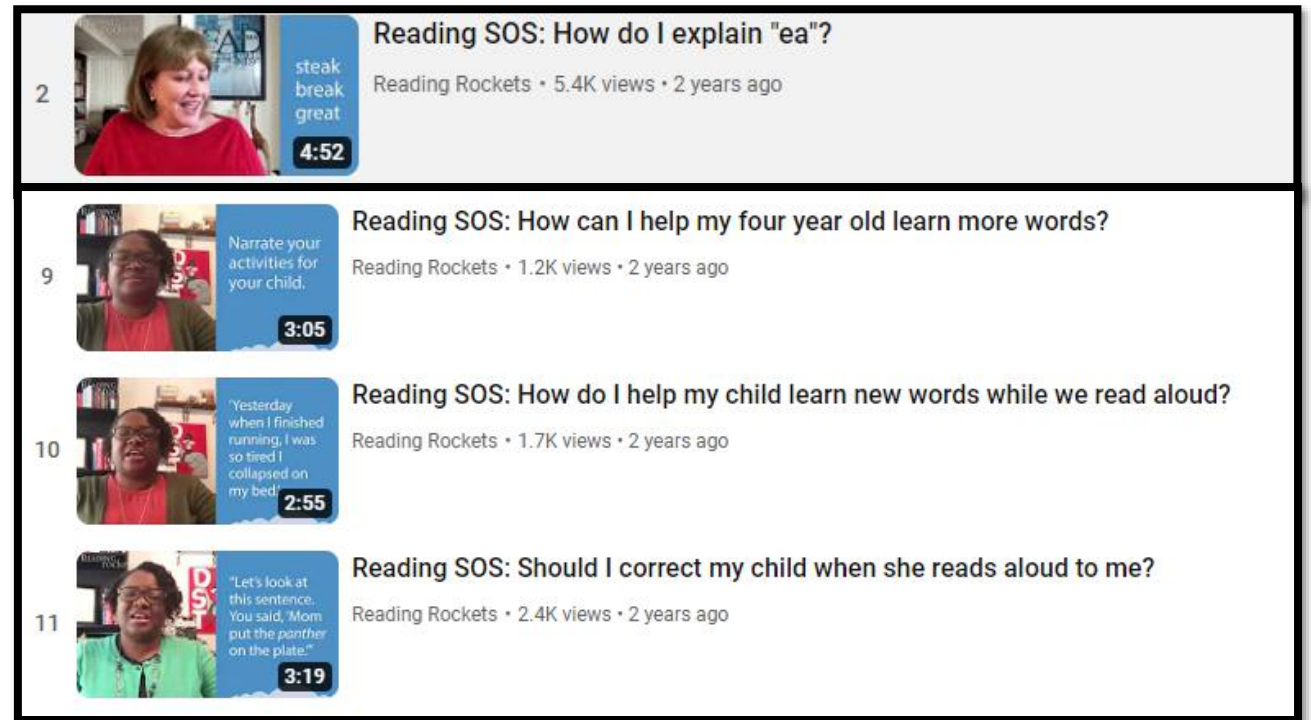 2
EAD
steak
break
great
4:52
Reading SOS: How do I explain "ea"?
Reading Rockets • 5.4K views • 2 years ago
9
Narrate your
activities for
your child.
3:05
Reading SOS: How can I help my four year old learn more words?
Reading Rockets • 1.2K views • 2 years ago
10
'Yesterday
when I finished
running, I was
so tired I
collapsed on
my bed.'
2:55
Reading SOS: How do I help my child learn new words while we read aloud?
Reading Rockets • 1.7K views • 2 years ago
11
"Let's look at
this sentence.
You said, 'Mom
put the panther
on the plate.'"
3:19
Reading SOS: Should I correct my child when she reads aloud to me?
Reading Rockets • 2.4K views • 2 years ago